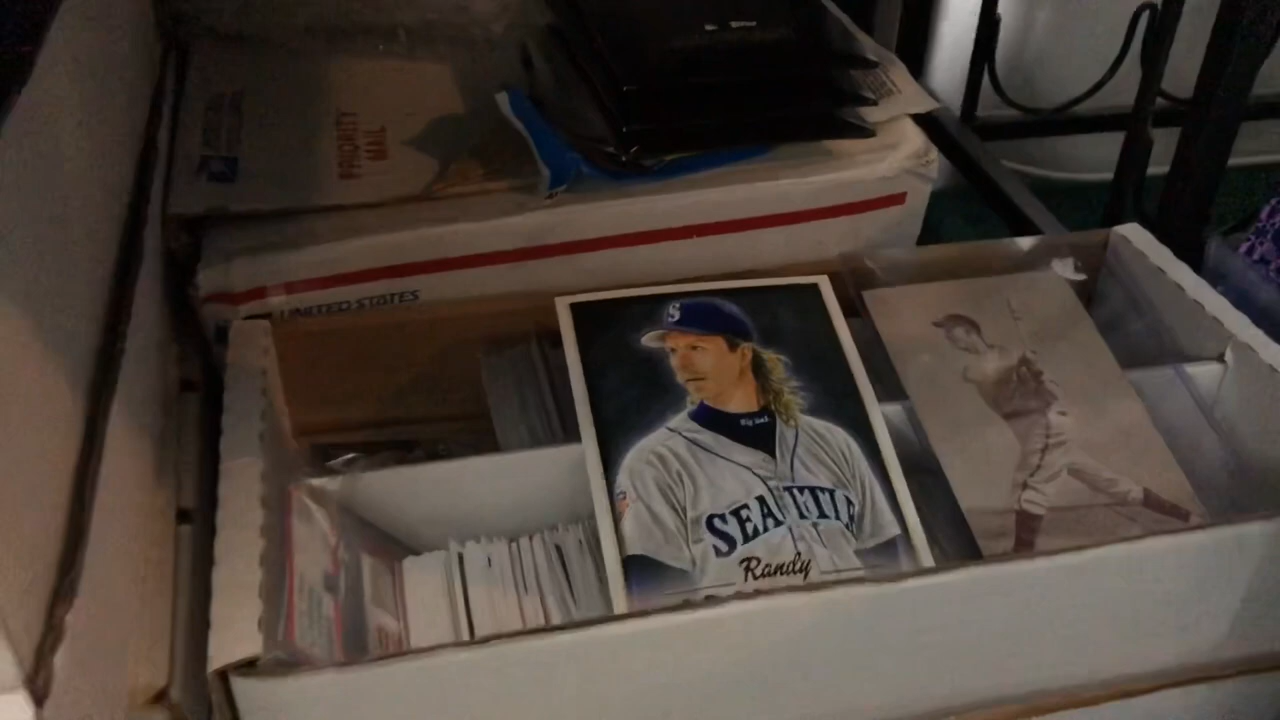 PRIORITY
MAIL
UNITED STATES
S
Big Unit
SEATTLE
Randy